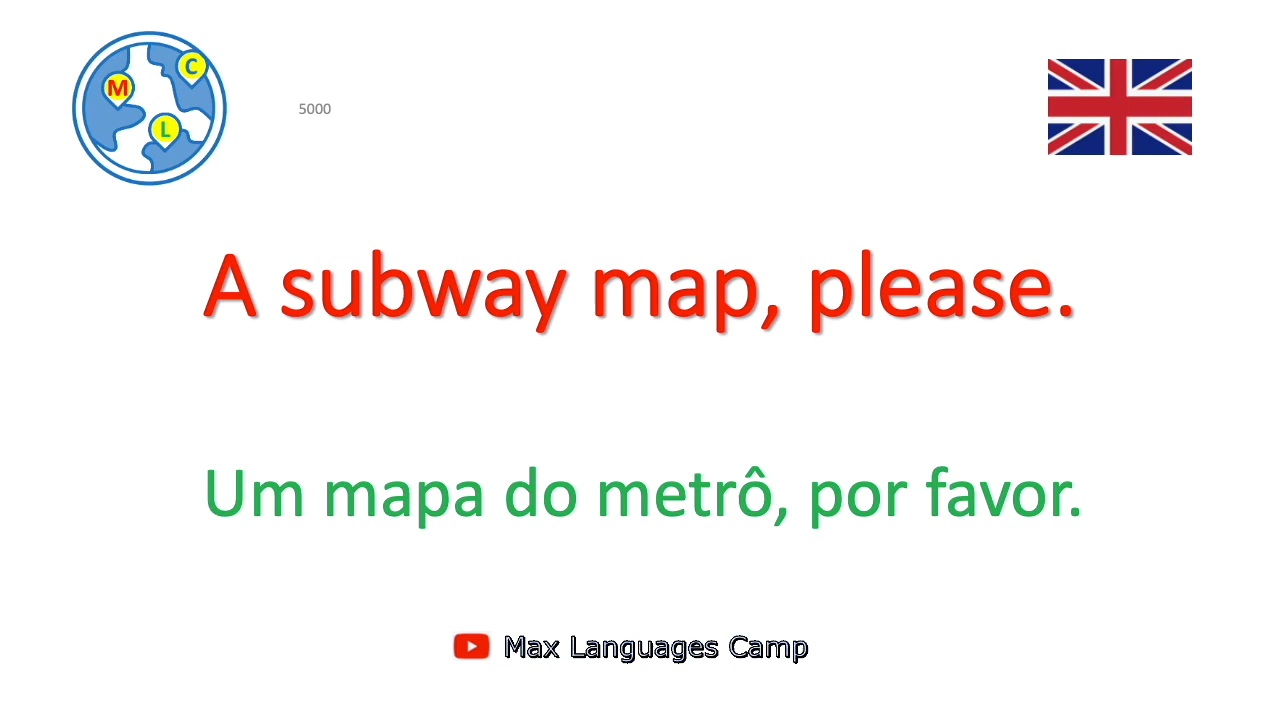 M
C
L
5000
A subway map, please.
Um mapa do metrô, por favor.
Max Languages Camp